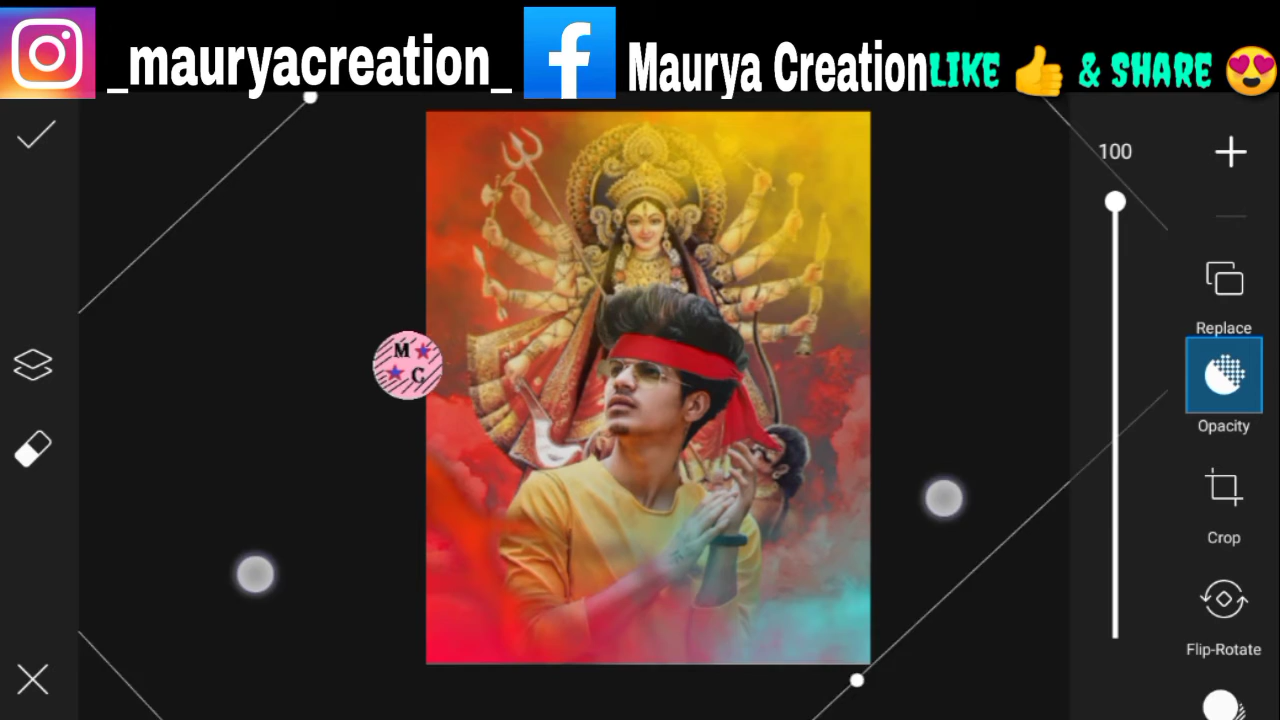 _mauryacreation_ Maurya Creation LIKE & SHARE
100
Replace
M
C
Opacity
Crop
Flip-Rotate